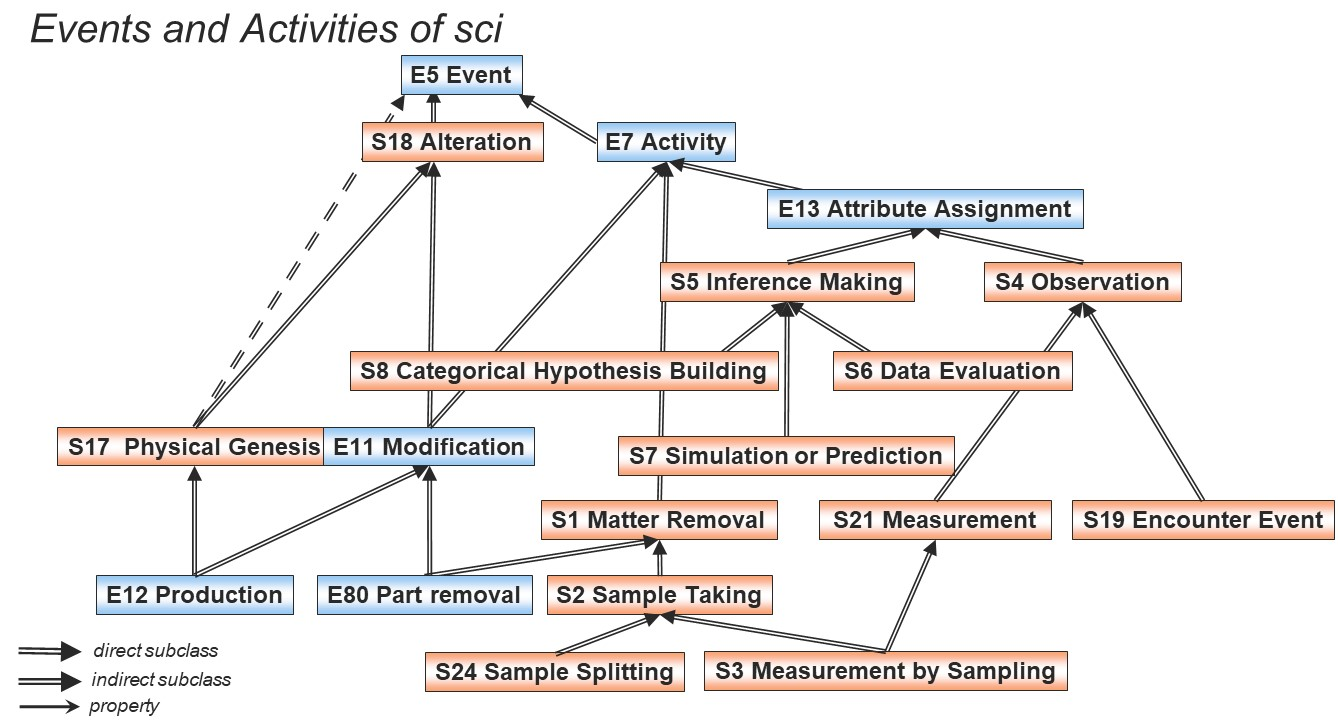 Events and Activities of sci
E5 Event
S18 Alteration
E7 Activity
E13 Attribute Assignment
S5 Inference Making
S4 Observation
S8 Categorical Hypothesis Building
S6 Data Evaluation
S17 Physical Genesis
E11 Modification
S7 Simulation or Prediction
S1 Matter Removal
S21 Measurement
S19 Encounter Event
E12 Production
E80 Part removal
S2 Sample Taking
S24 Sample Splitting
S3 Measurement by Sampling
direct subclass
indirect subclass
property